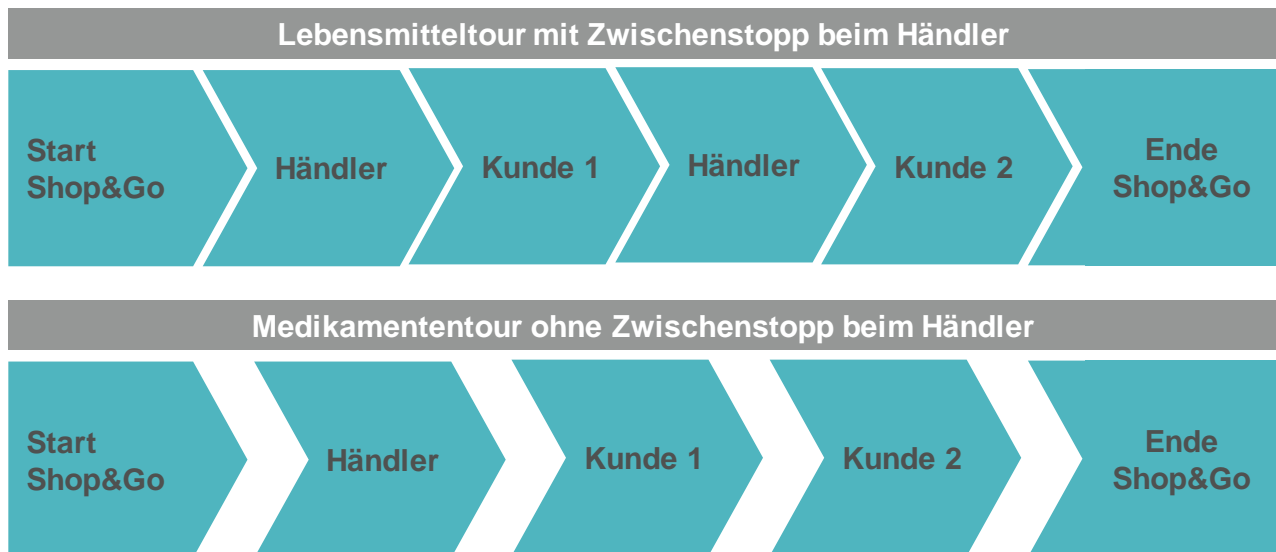 Lebensmitteltour mit Zwischenstopp beim Händler
Start
Shop&Go
Händler
Kunde 1
Händler
Kunde 2
Ende
Shop&Go
Medikamententour ohne Zwischenstopp beim Händler
Start
Shop&Go
Händler
Kunde 1
Kunde 2
Ende
Shop&Go